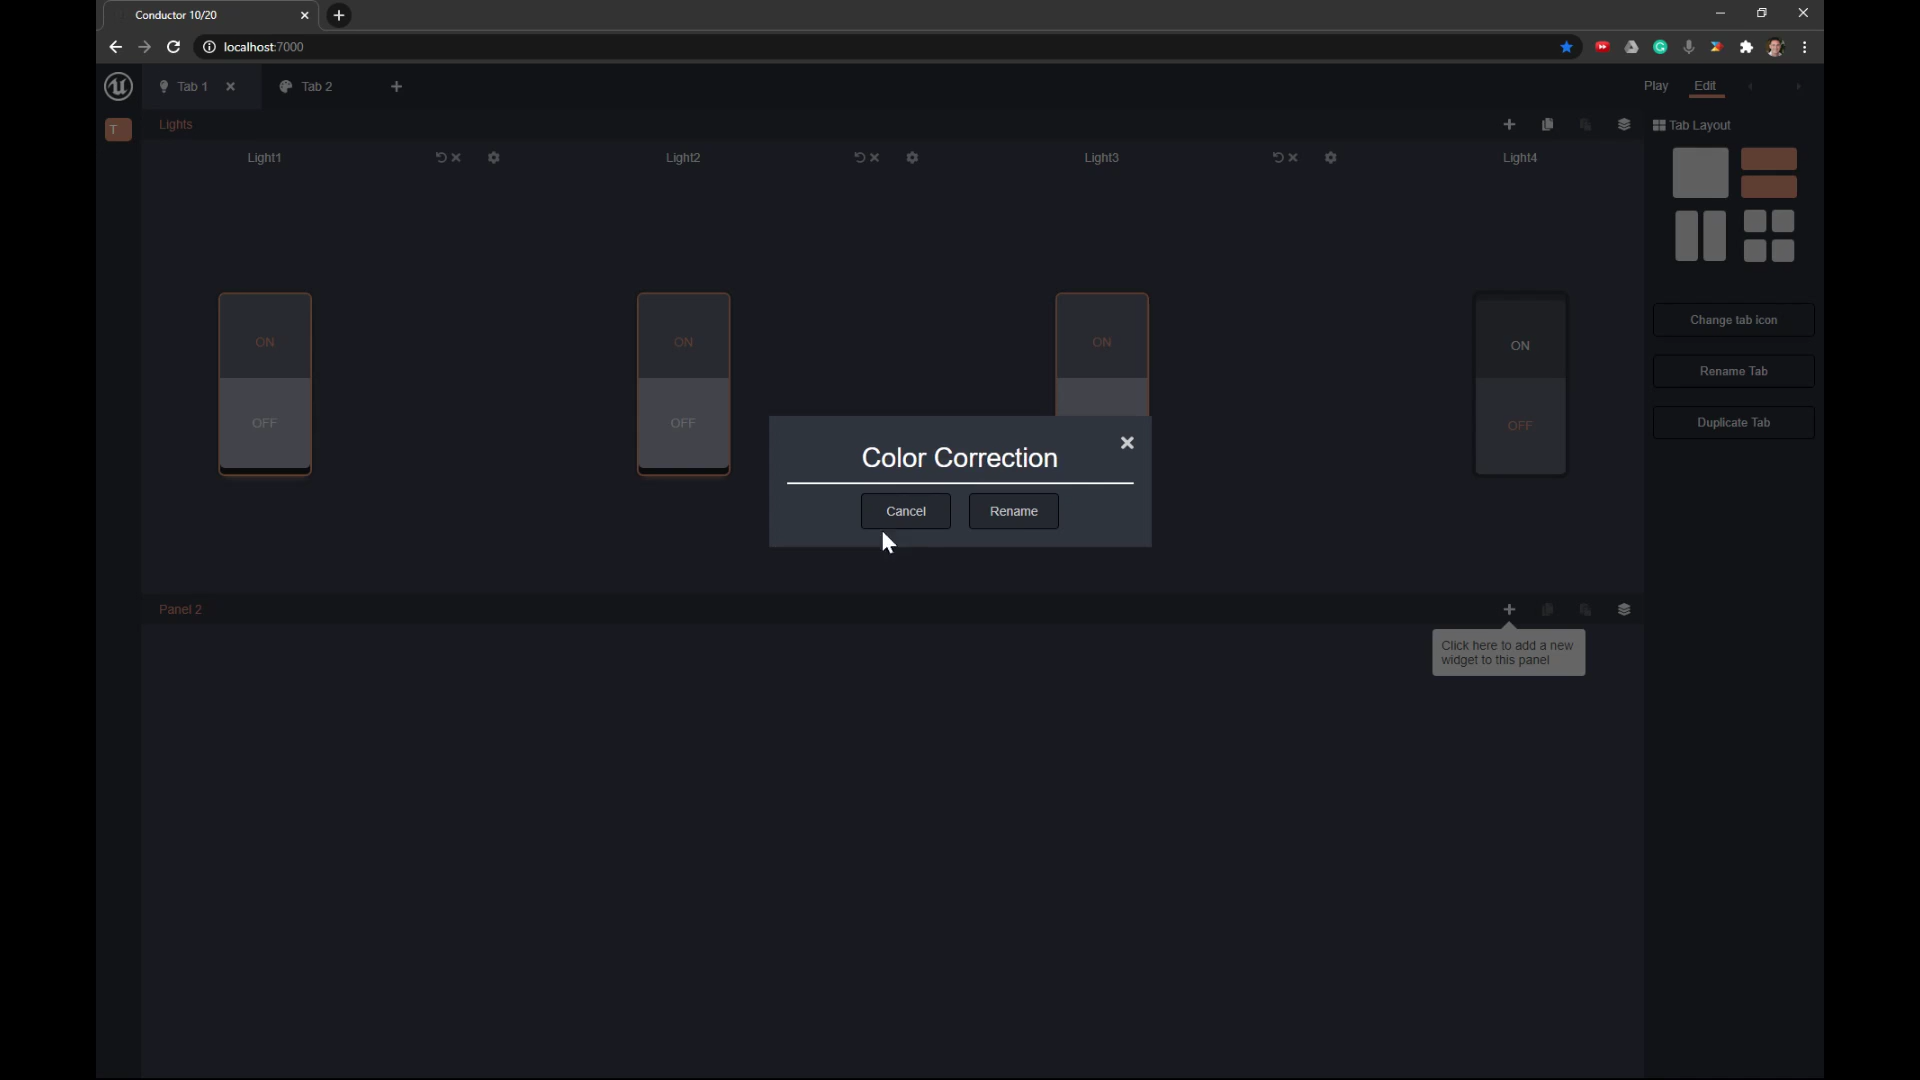 Conductor 10/20
localhost:7000
Tab 1
Tab 2
Play
Edit
T
Lights
Tab Layout
Light1
Light2
Light3
Light4
ON
ON
ON
ON
OFF
OFF
OFF
Change tab icon
Rename Tab
Duplicate Tab
Color Correction
Cancel
Rename
Panel 2
Click here to add a new
widget to this panel